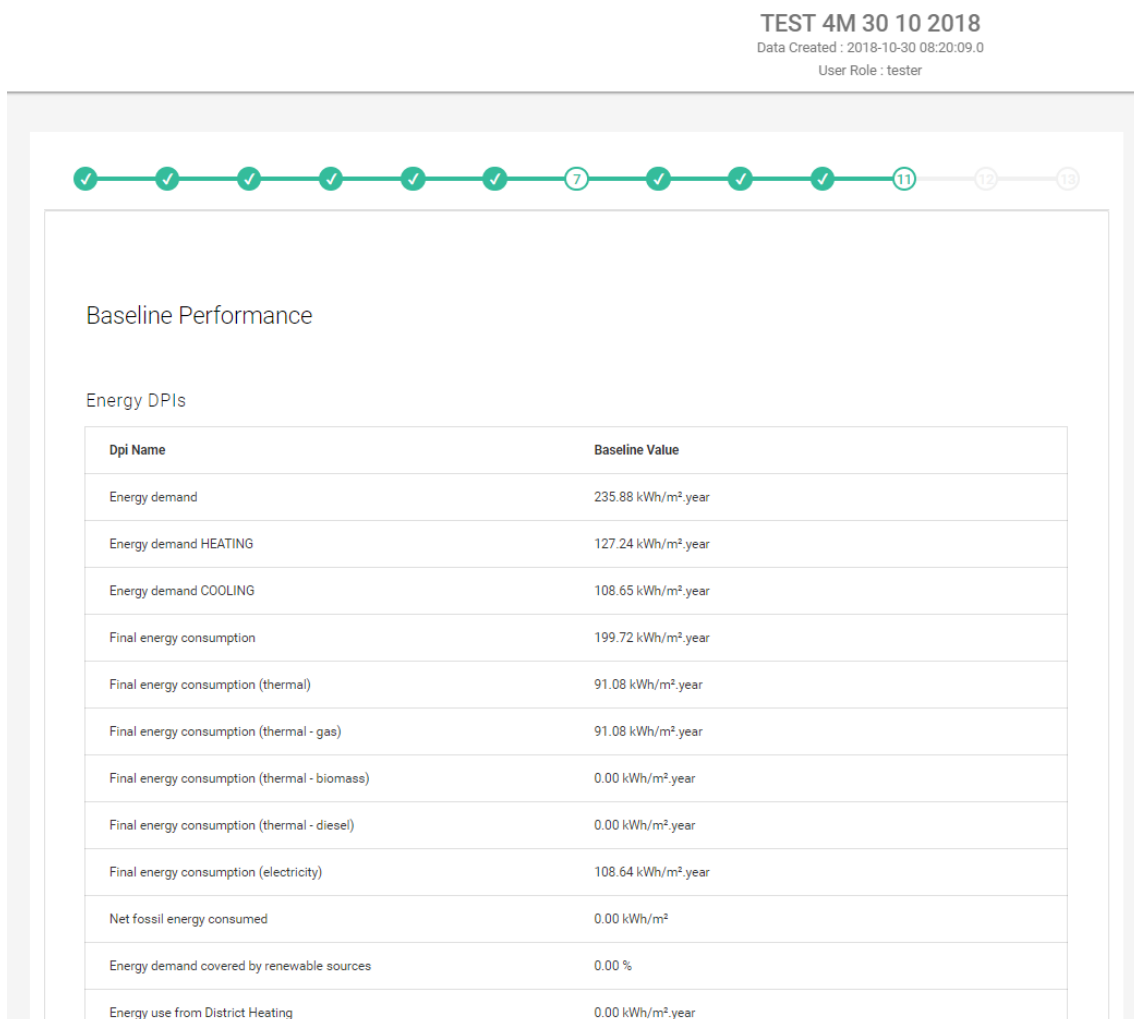 TEST 4M 30 10 2018
Data Created : 2018-10-30 08:20:09.0
User Role : tester
7 11 12 13
Baseline Performance
Energy DPIs
Dpi Name Baseline Value
Energy demand 235.88 kWh/m².year
Energy demand HEATING 127.24 kWh/m².year
Energy demand COOLING 108.65 kWh/m².year
Final energy consumption 199.72 kWh/m².year
Final energy consumption (thermal) 91.08 kWh/m².year
Final energy consumption (thermal - gas) 91.08 kWh/m².year
Final energy consumption (thermal - biomass) 0.00 kWh/m².year
Final energy consumption (thermal - diesel) 0.00 kWh/m².year
Final energy consumption (electricity) 108.64 kWh/m².year
Net fossil energy consumed 0.00 kWh/m²
Energy demand covered by renewable sources 0.00 %
Energy use from District Heating 0.00 kWh/m².year